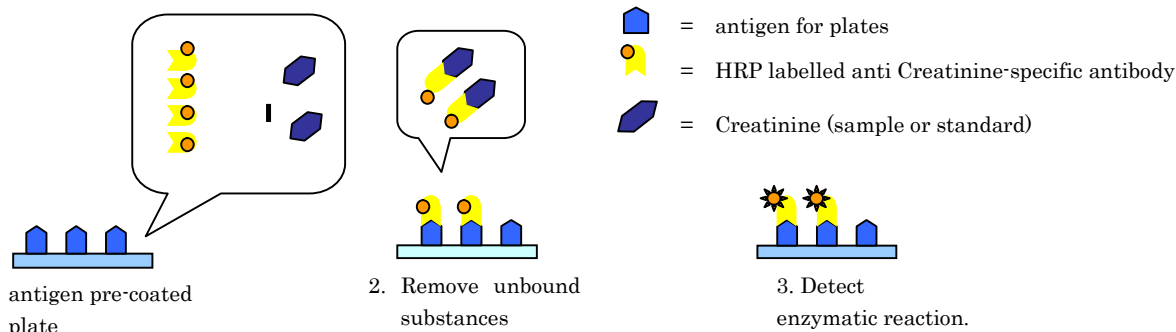 = antigen for plates
= HRP labelled anti Creatinine-specific antibody
= Creatinine (sample or standard)
antigen pre-coated
plate
2. Remove unbound
substances
3. Detect
enzymatic reaction.